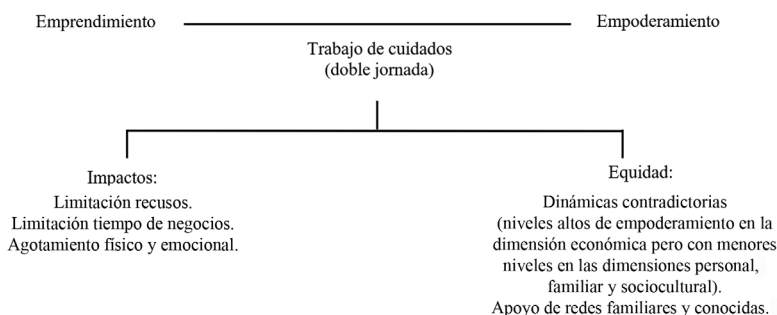 Emprendimiento
Empoderamiento
Trabajo de cuidados
(doble jornada)
Impactos:
Limitación recusos.
Limitación tiempo de negocios.
Agotamiento físico y emocional.
Equidad:
Dinámicas contradictorias
(niveles altos de empoderamiento en la
dimensión económica pero con menores
niveles en las dimensiones personal,
familiar y sociocultural).
Apoyo de redes familiares y conocidas.